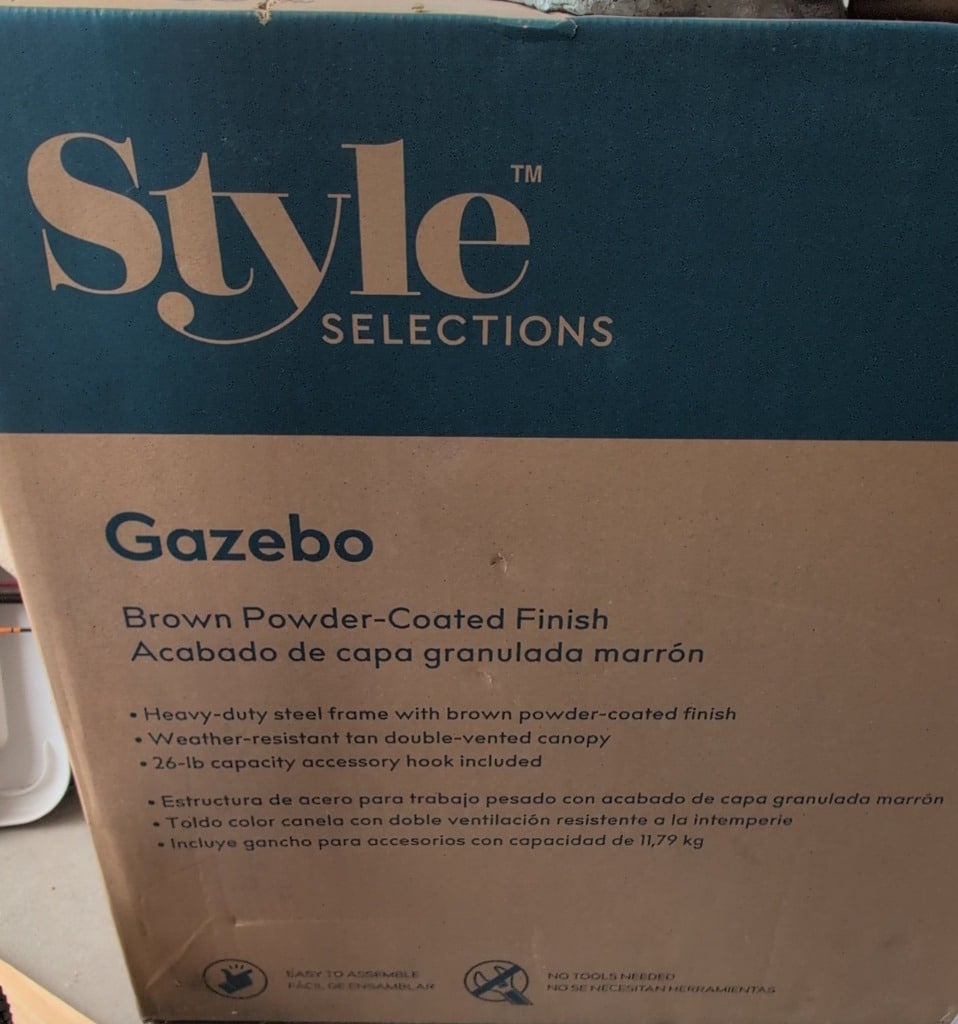 Style™
SELECTIONS
Gazebo
Brown Powder-Coated Finish
Acabado de capa granulada marrón
• Heavy-duty steel frame with brown powder-coated finish
• Weather-resistant tan double-vented canopy
• 26-lb capacity accessory hook included
• Estructura de acero para trabajo pesado con acabado de capa granulada marrón
• Toldo color canela con doble ventilación resistente a la intemperie
• Incluye gancho para accesorios con capacidad de 11,79 kg
EASY TO ASSEMBLE
FÁCIL DE ENSAMBLAR
NO TOOLS NEEDED
NO SE NECESITAN HERRAMIENTAS